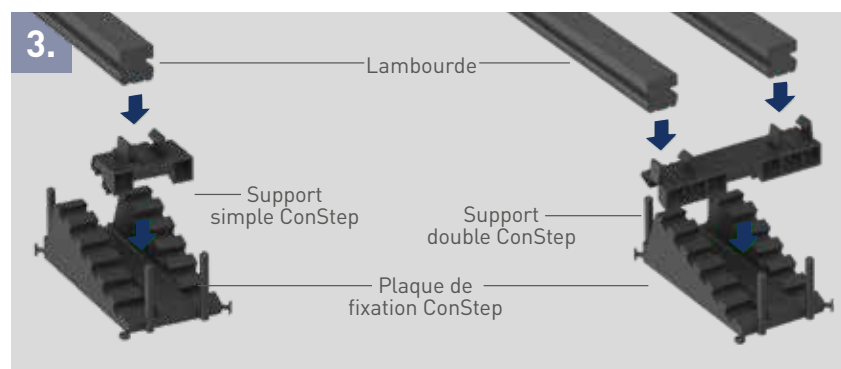 3.
Lambourde
Support
simple ConStep
Support
double ConStep
Plaque de
fixation ConStep